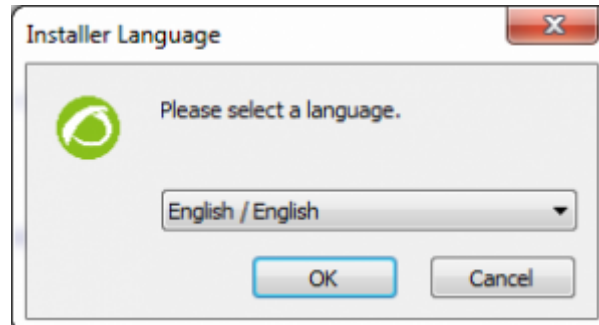 Installer Language
Please select a language.
English / English
OK
Cancel